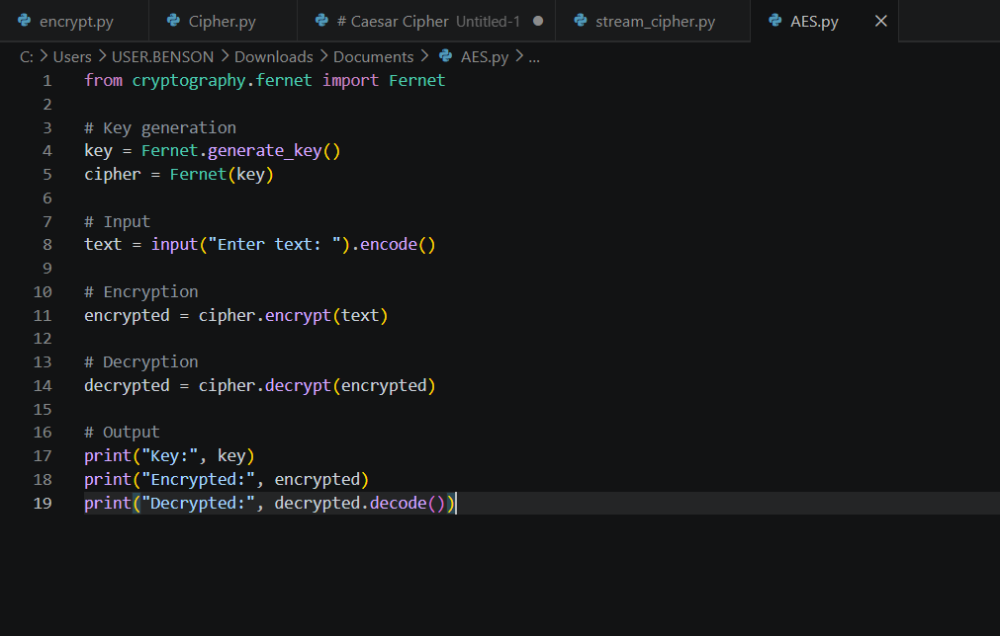 encrypt.py Cipher.py # Caesar Cipher Untitled-1 stream_cipher.py AES.py
C: > Users > USER.BENSON > Downloads > Documents > AES.py > ...
1 from cryptography.fernet import Fernet
2
3 # Key generation
4 key = Fernet.generate_key()
5 cipher = Fernet(key)
6
7 # Input
8 text = input("Enter text: ").encode()
9
10 # Encryption
11 encrypted = cipher.encrypt(text)
12
13 # Decryption
14 decrypted = cipher.decrypt(encrypted)
15
16 # Output
17 print("Key:", key)
18 print("Encrypted:", encrypted)
19 print("Decrypted:", decrypted.decode())